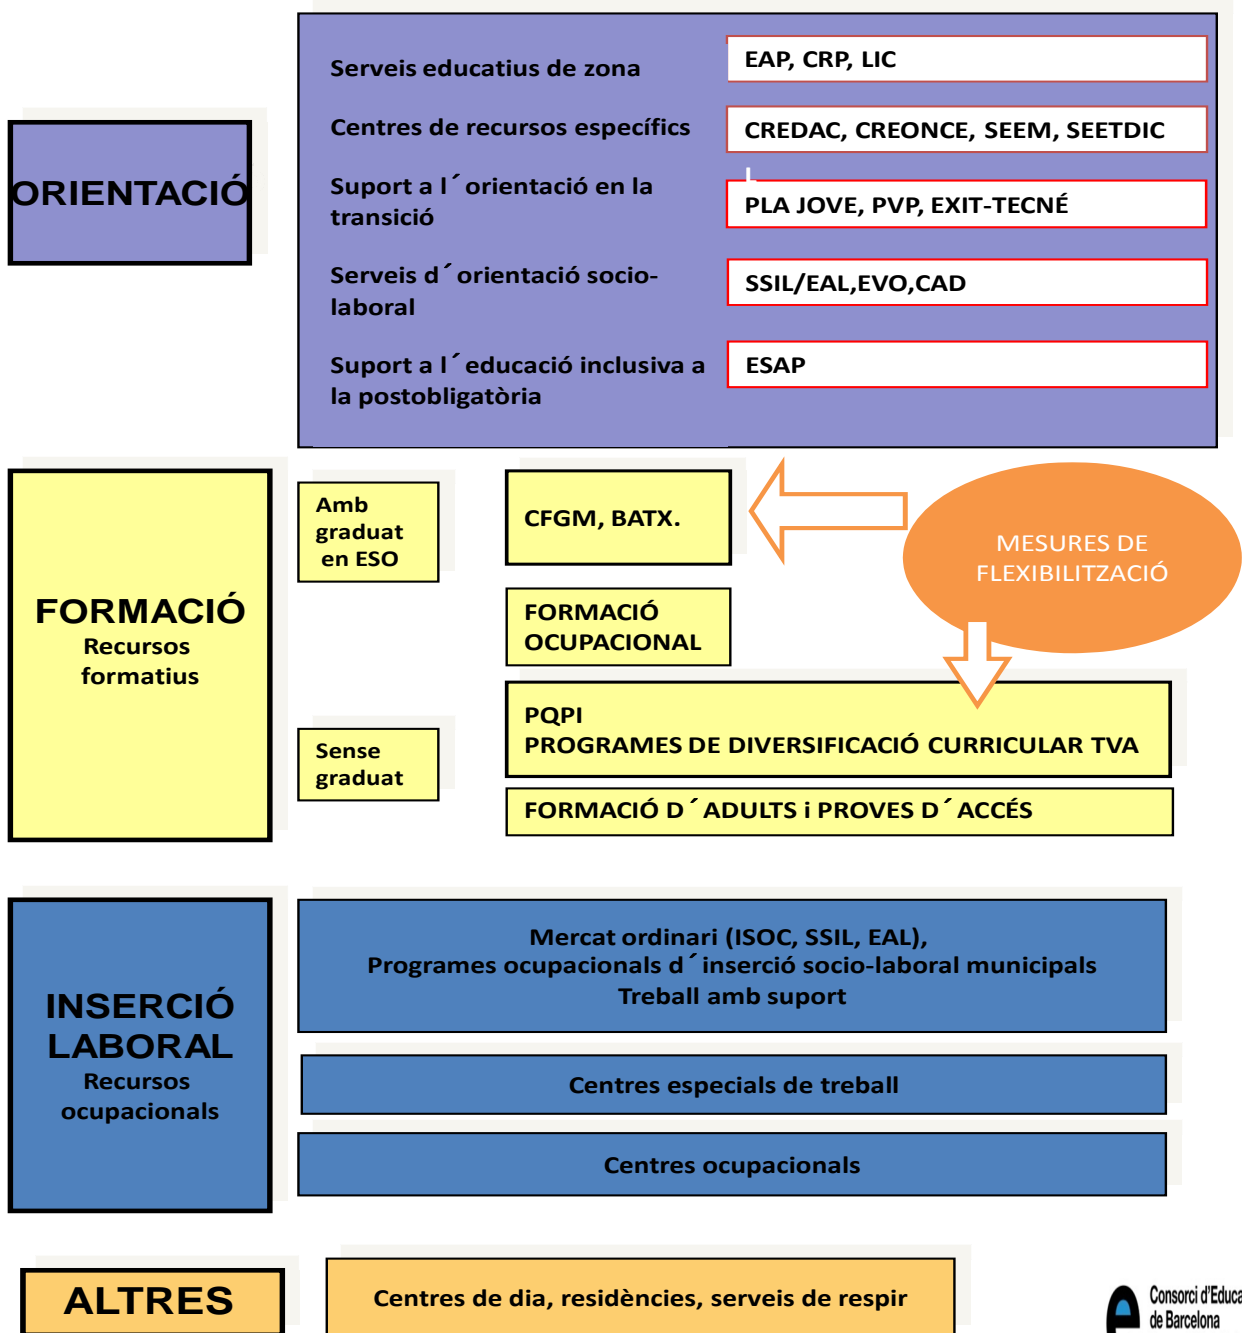 ORIENTACIÓ
Serveis educatius de zona
EAP, CRP, LIC
Centres de recursos específics
CREDAC, CREONCE, SEEM, SEETDIC
L
Suport a l´orientació en la
transició
PLA JOVE, PVP, EXIT-TECNÉ
Serveis d´orientació socio-
laboral
SSIL/EAL,EVO,CAD
Suport a l´educació inclusiva a
la postobligatòria
ESAP
FORMACIÓ
Recursos
formatius
Amb
graduat
en ESO
CFGM, BATX.
MESURES DE
FLEXIBILITZACIÓ
FORMACIÓ
OCUPACIONAL
Sense
graduat
PQPI
PROGRAMES DE DIVERSIFICACIÓ CURRICULAR TVA
FORMACIÓ D´ADULTS i PROVES D´ACCÉS
INSERCIÓ
LABORAL
Recursos
ocupacionals
Mercat ordinari (ISOC, SSIL, EAL),
Programes ocupacionals d´inserció socio-laboral municipals
Treball amb suport
Centres especials de treball
Centres ocupacionals
ALTRES
Centres de dia, residències, serveis de respir
Consorci d'Educa
de Barcelona